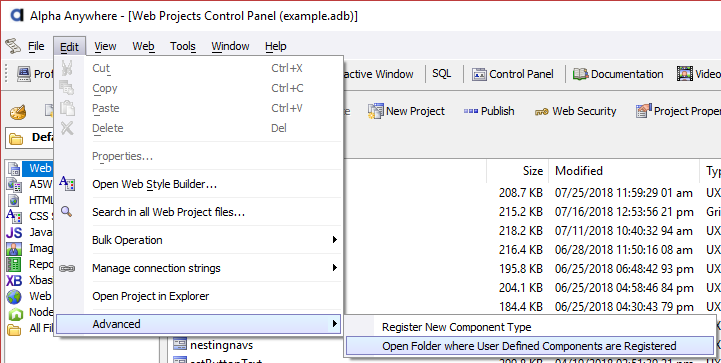 Alpha Anywhere - [Web Projects Control Panel (example.adb)]
File Edit View Web Tools Window Help
Cut Ctrl+X
Copy Ctrl+C
Paste Ctrl+V
Delete Del
Properties...
Open Web Style Builder...
Search in all Web Project files...
Bulk Operation
Manage connection strings
Open Project in Explorer
Advanced
Register New Component Type
Open Folder where User Defined Components are Registered
Window SQL Control Panel Documentation Video
New Project Publish Web Security Project Proper
Defa
Web
A5W
HTML
CSS
Javas
Imag
Repo
Xbas
Web
Node
All Fil
Size Modified Ty
208.7 KB 07/25/2018 11:59:29 01 am UX
215.2 KB 07/16/2018 12:53:56 21 pm Gri
218.2 KB 07/11/2018 10:40:32 94 am UX
216.4 KB 06/28/2018 11:50:16 08 am UX
195.8 KB 06/25/2018 06:48:42 93 pm UX
204.1 KB 06/25/2018 04:58:46 84 pm UX
184.4 KB 06/25/2018 04:30:43 79 pm UX
nestingnavs